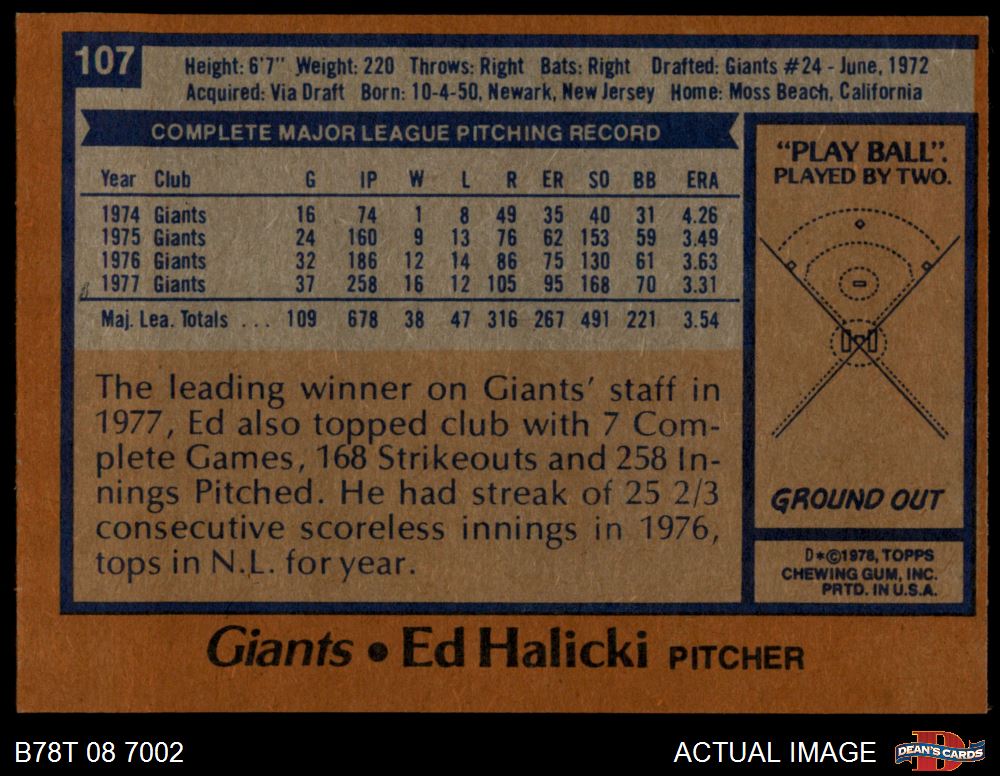 107
Height: 6'7" Weight: 220 Throws: Right Bats: Right Drafted: Giants #24 - June, 1972
Acquired: Via Draft Born: 10-4-50, Newark, New Jersey Home: Moss Beach, California
COMPLETE MAJOR LEAGUE PITCHING RECORD
Year Club G IP W L R ER SO BB ERA
1974 Giants 16 74 1 8 49 35 40 31 4.26
1975 Giants 24 160 9 13 76 62 153 59 3.49
1976 Giants 32 186 12 14 86 75 130 61 3.63
1977 Giants 37 258 16 12 105 95 168 70 3.31
Maj. Lea. Totals ... 109 678 38 47 316 267 491 221 3.54
The leading winner on Giants' staff in
1977, Ed also topped club with 7 Com-
plete Games, 168 Strikeouts and 258 In-
nings Pitched. He had streak of 25 2/3
consecutive scoreless innings in 1976,
tops in N.L. for year.
"PLAY BALL".
PLAYED BY TWO.
GROUND OUT
D*©1978, TOPPS
CHEWING GUM, INC.
PRTD. IN U.S.A.
Giants • Ed Halicki PITCHER
B78T 08 7002
ACTUAL IMAGE
D
DEAN'S CARDS